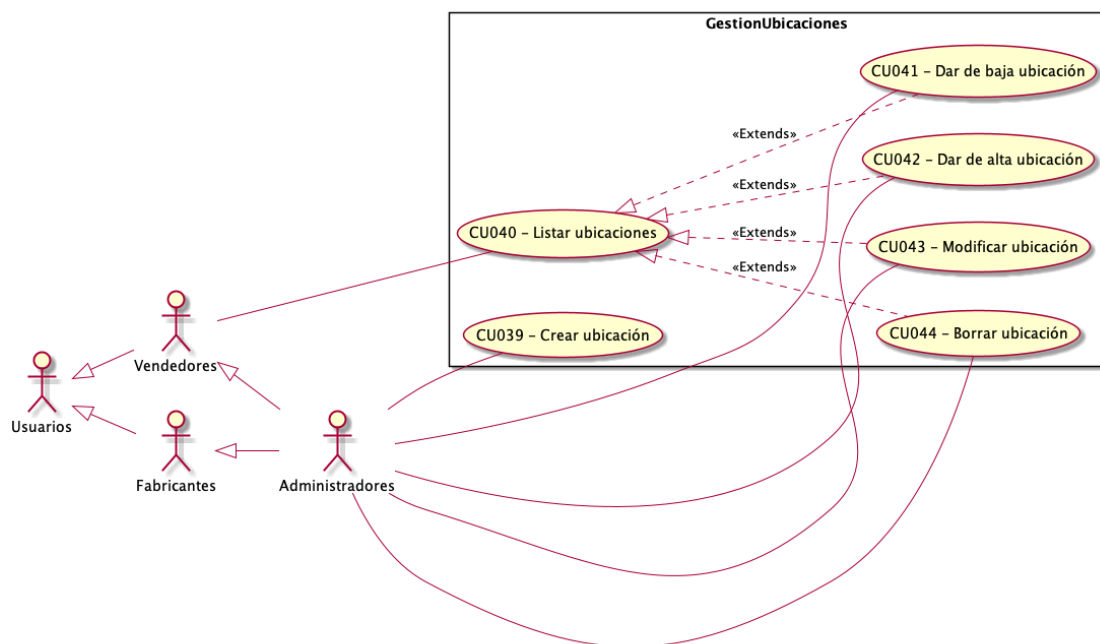 GestionUbicaciones
CU041 – Dar de baja ubicación
«Extends»
CU042 – Dar de alta ubicación
«Extends»
CU040 – Listar ubicaciones
«Extends»
CU043 – Modificar ubicación
«Extends»
CU039 – Crear ubicación
CU044 – Borrar ubicación
Vendedores
Usuarios
Fabricantes
Administradores